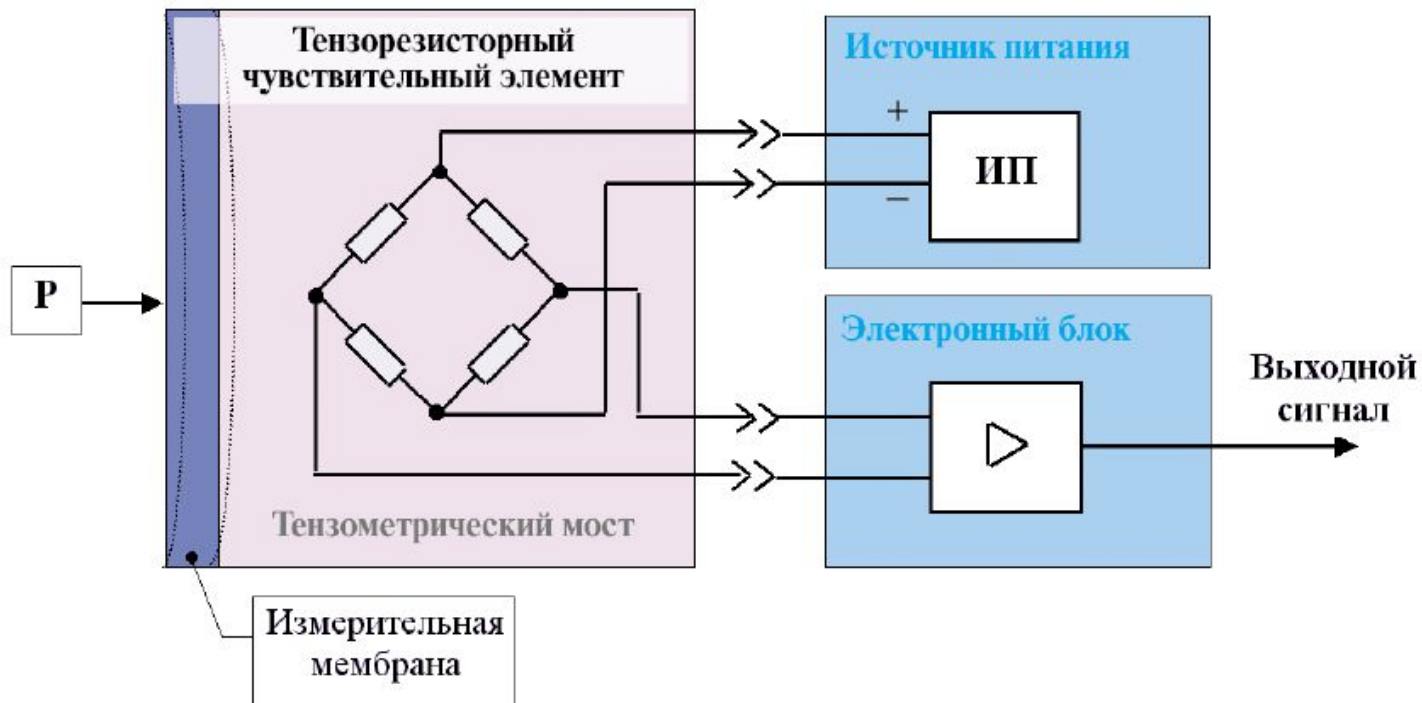 Тензорезисторный
чувствительный элемент
Источник питания
+
ИП
–
P
Электронный блок
Выходной
сигнал
Тензометрический мост
Измерительная
мембрана